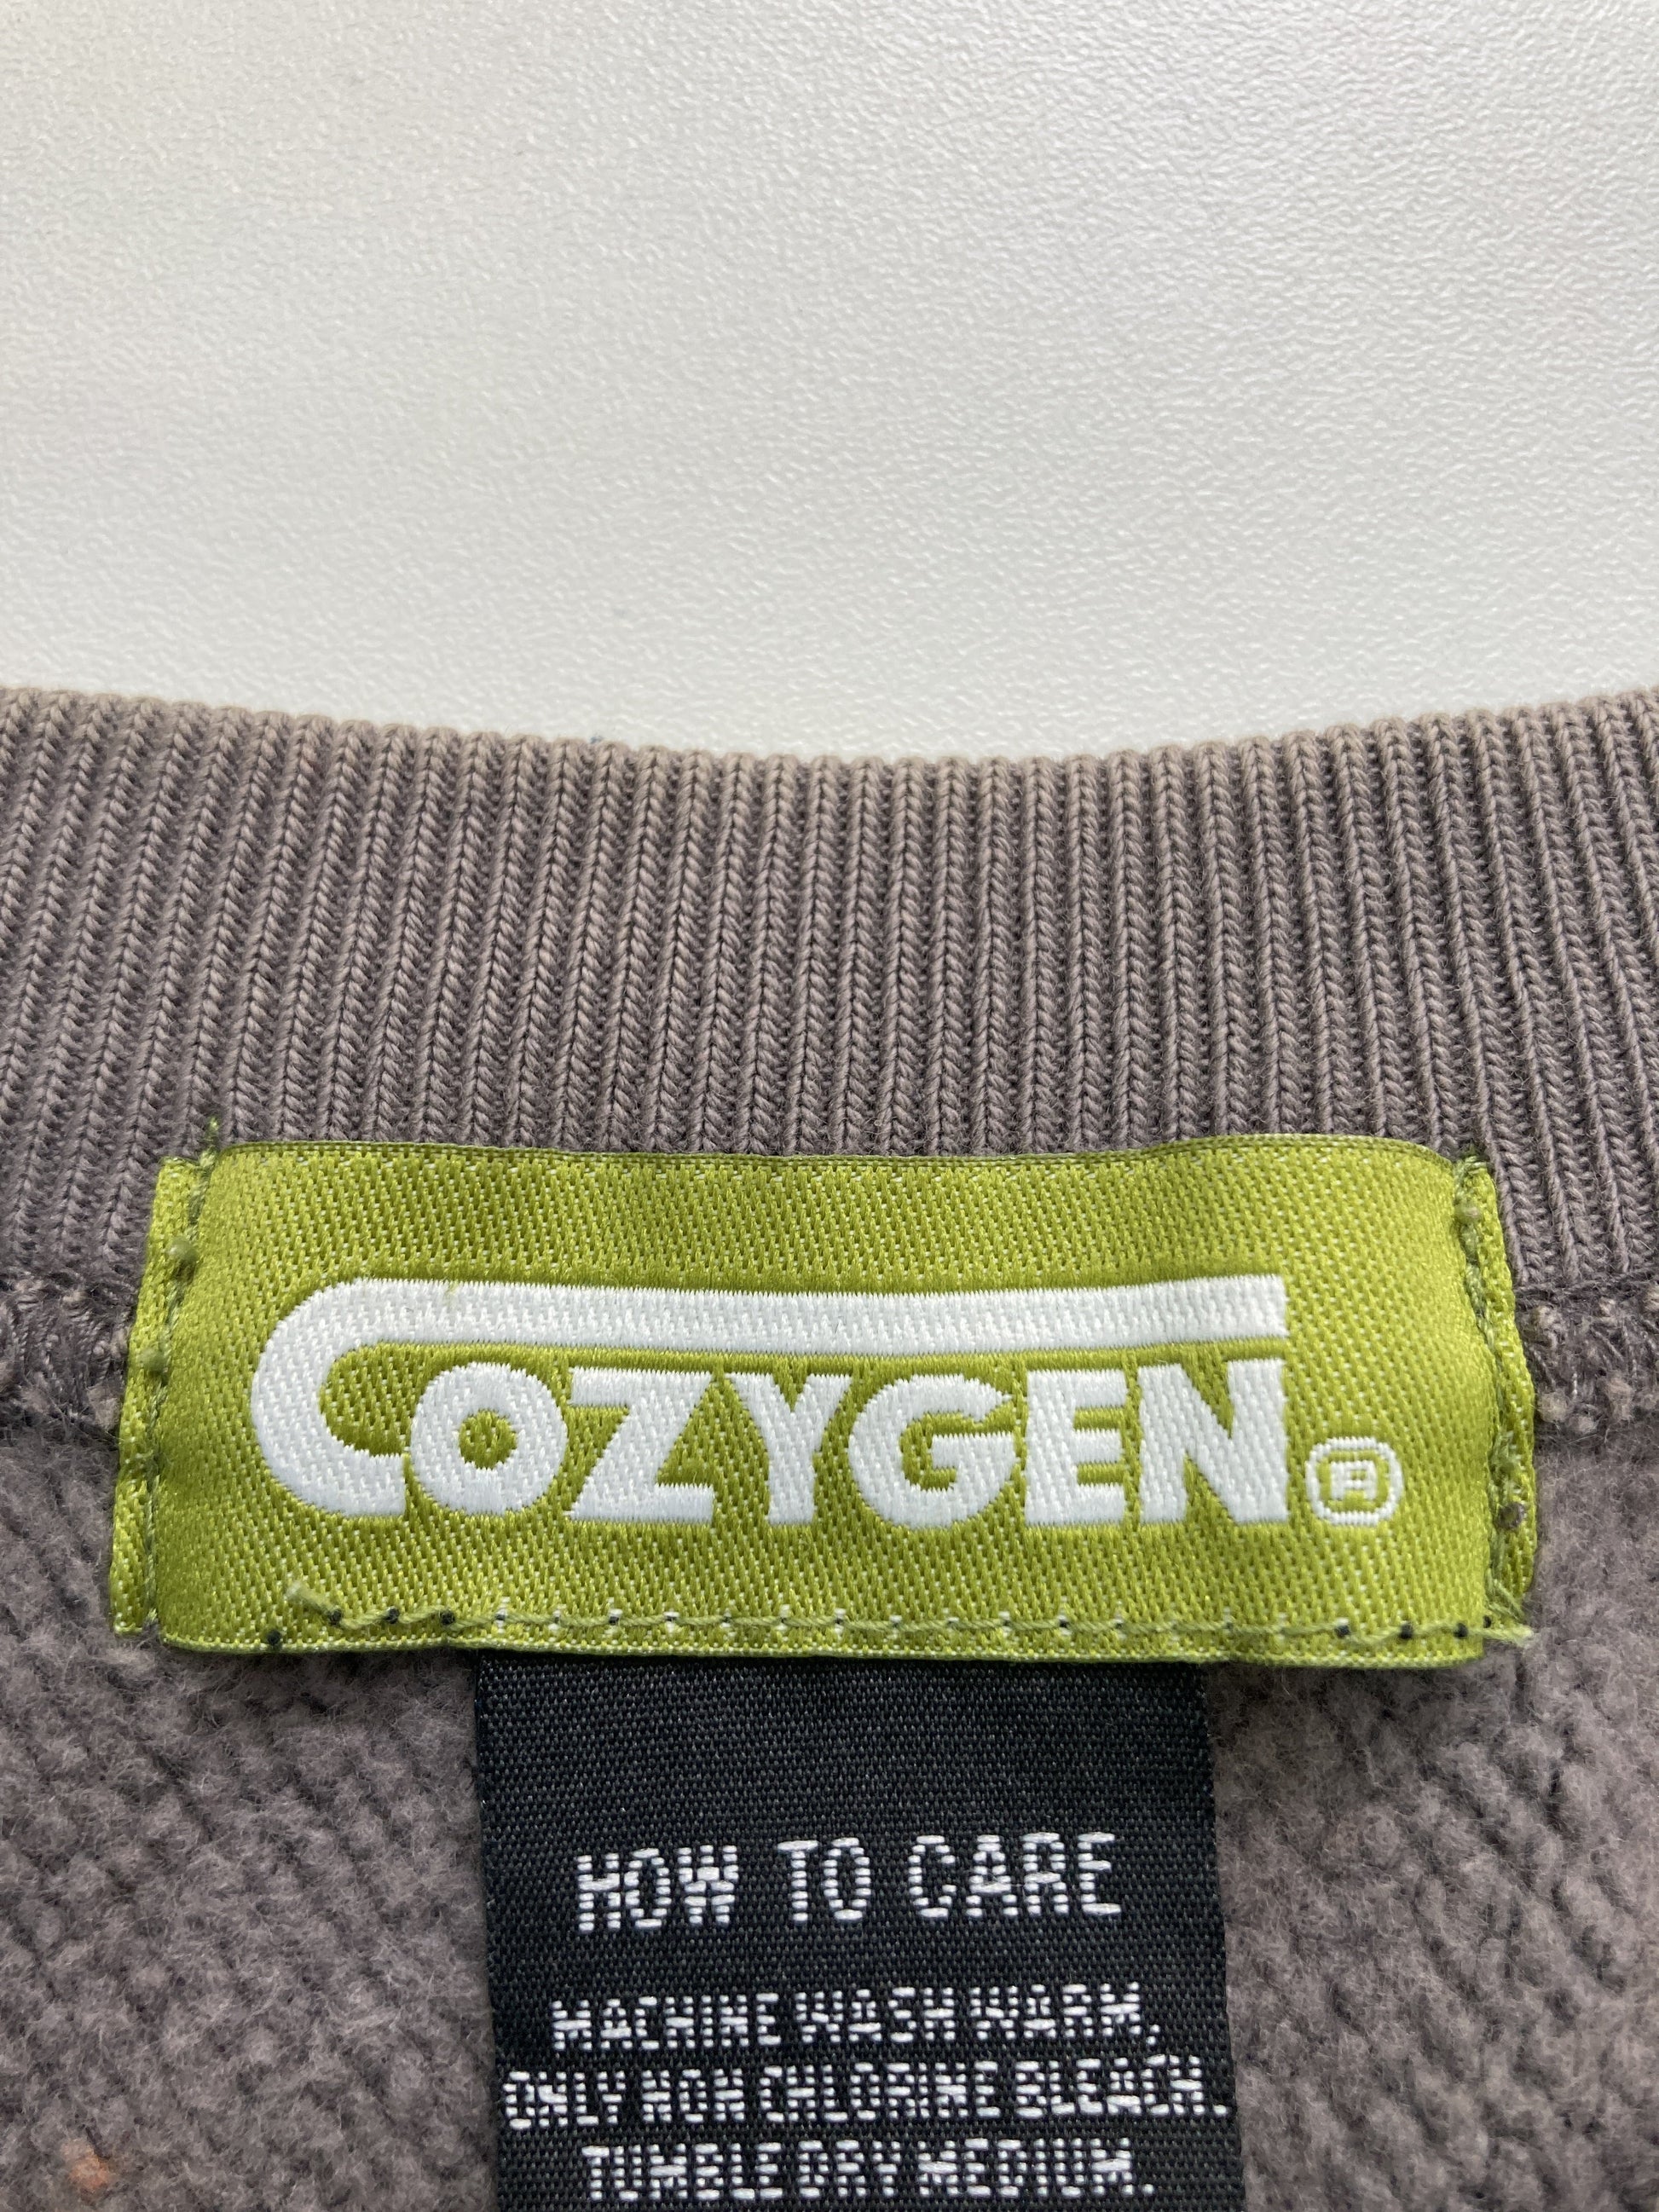 COZYGEN®
HOW TO CARE
MACHINE WASH WARM,
ONLY NON CHLORINE BLEACH.
TUMBLE DRY MEDIUM.